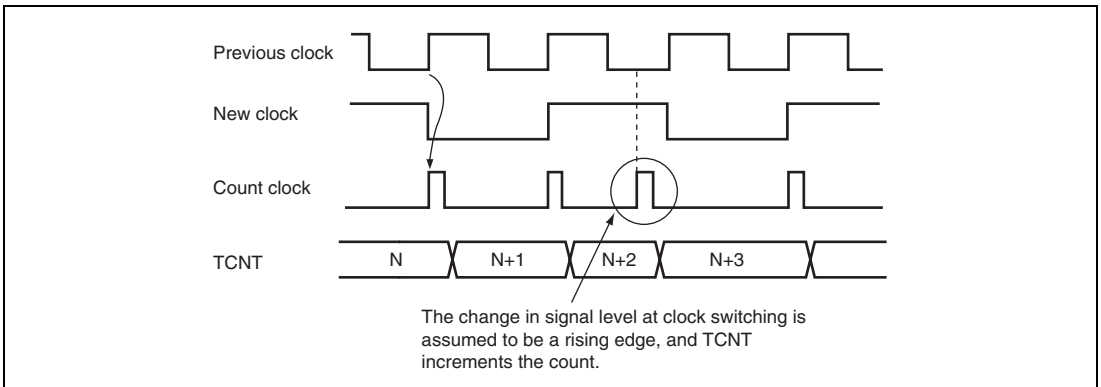 Previous clock
New clock
Count clock
TCNT N N+1 N+2 N+3
The change in signal level at clock switching is
assumed to be a rising edge, and TCNT
increments the count.